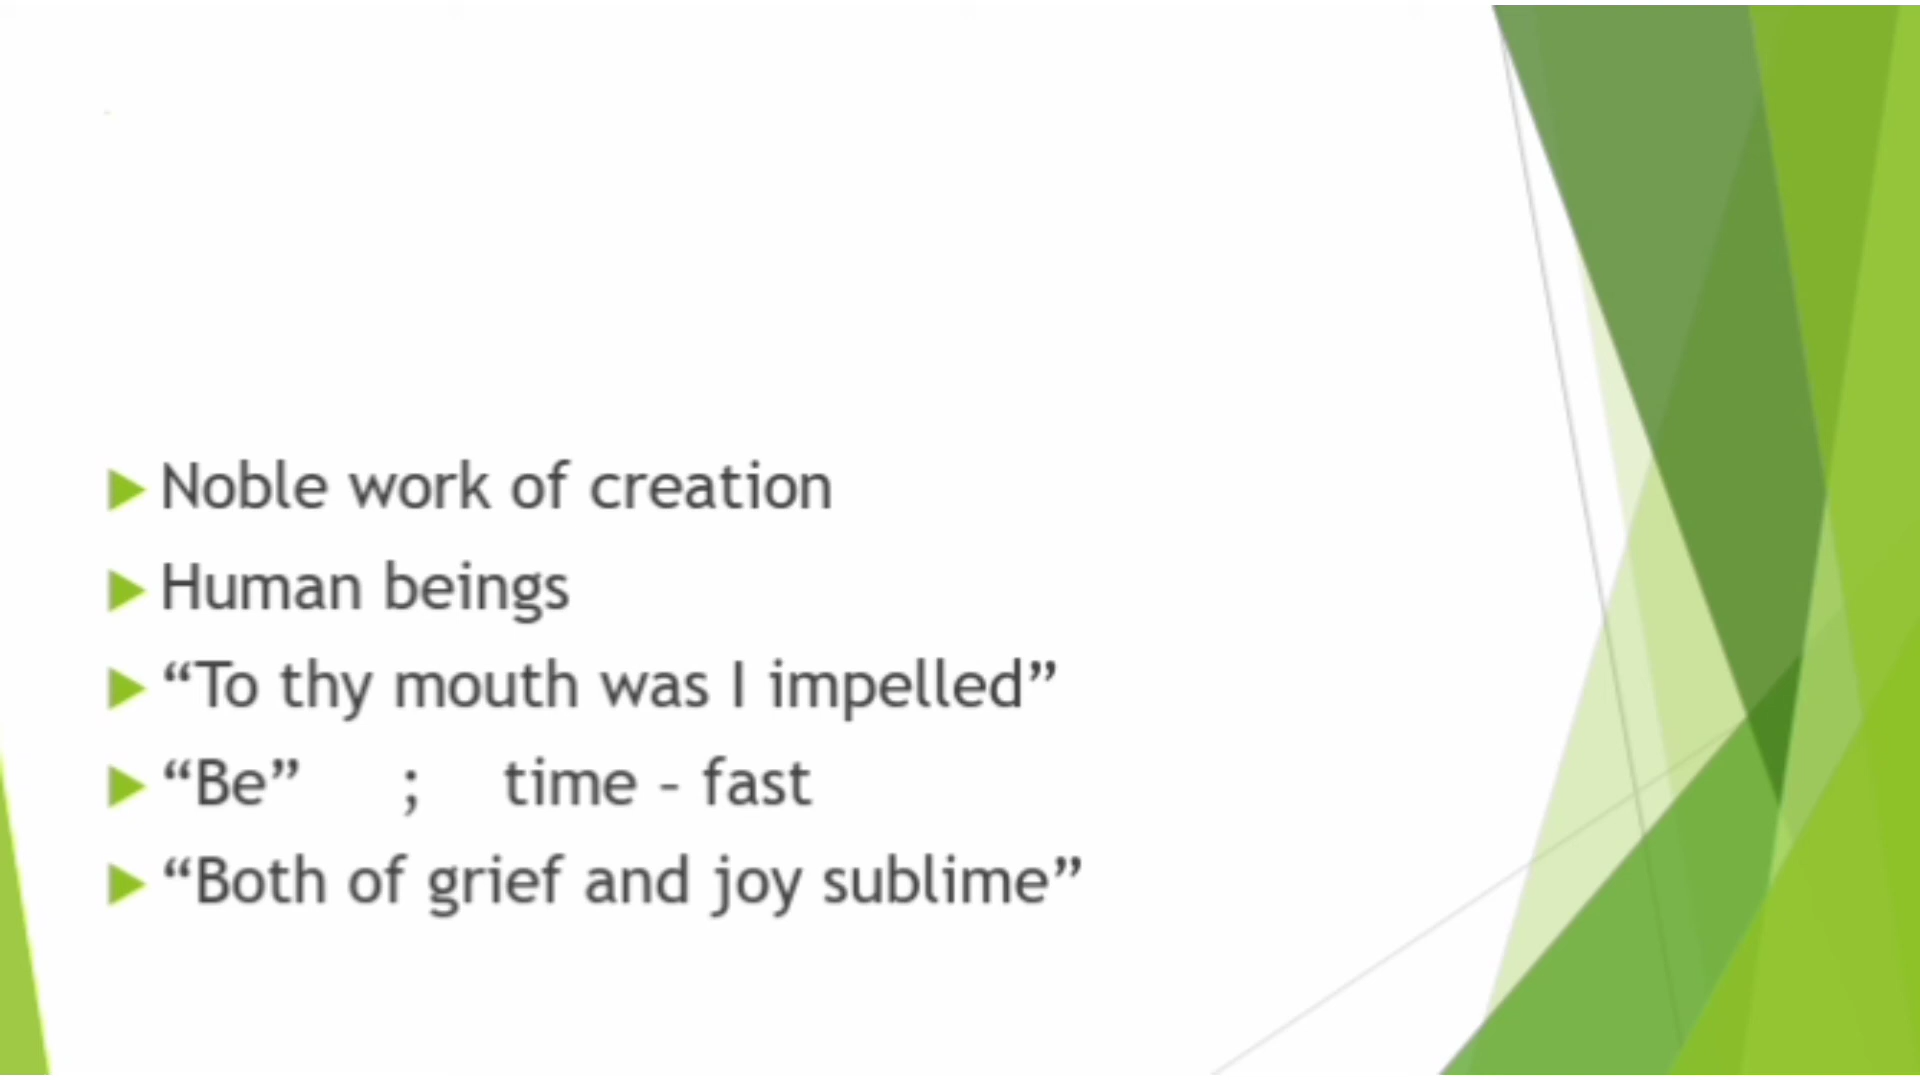 Noble work of creation
Human beings
“To thy mouth was I impelled”
“Be” ; time – fast
“Both of grief and joy sublime”